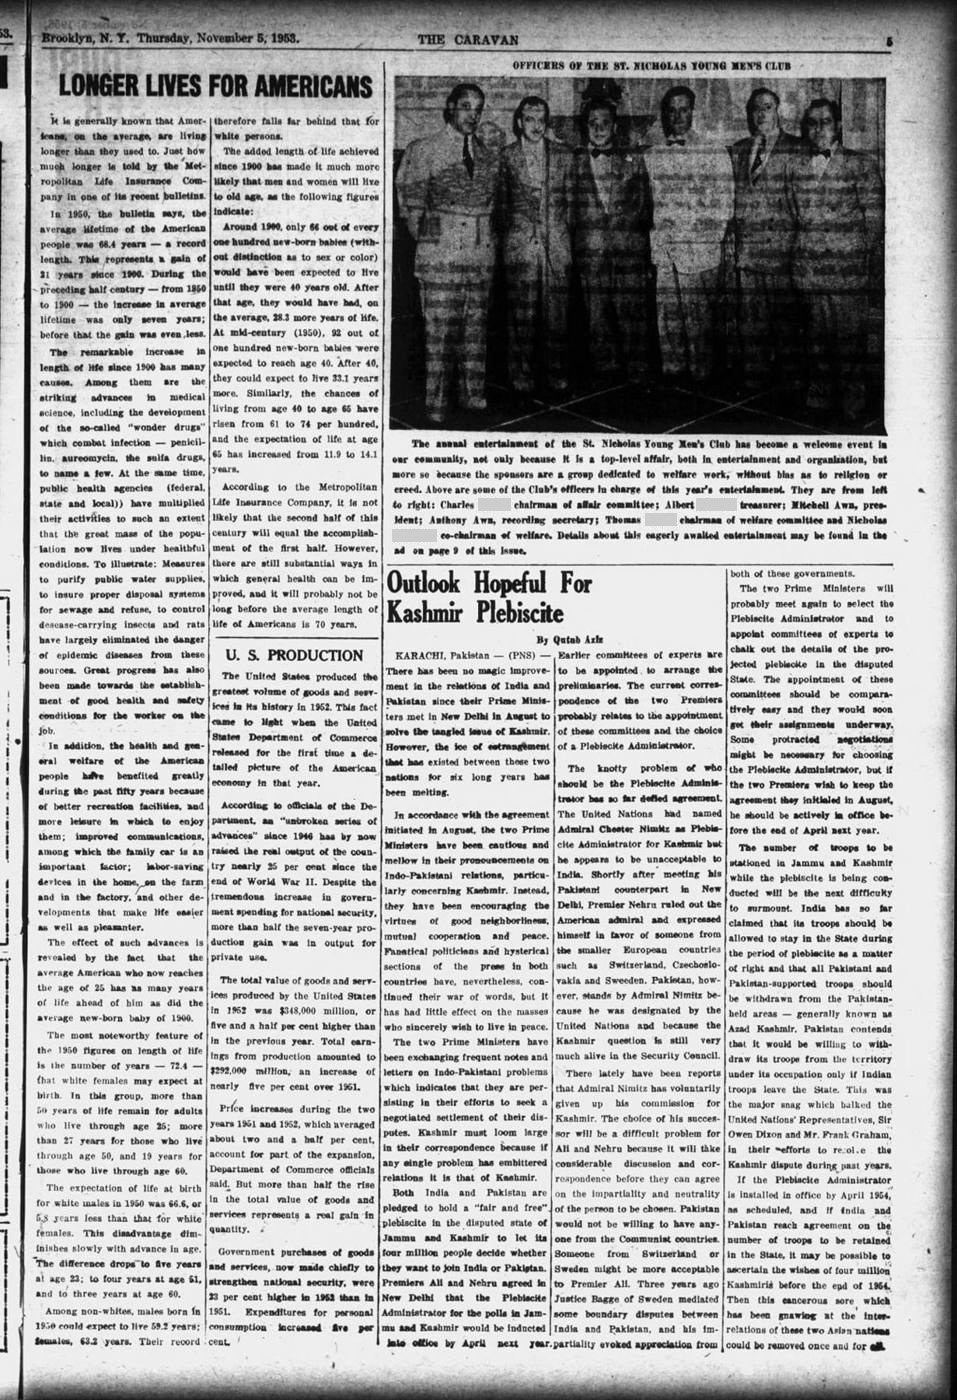 53.
Brooklyn, N. Y. Thursday, November 5, 1953.
THE CARAVAN
5
LONGER LIVES FOR AMERICANS
It is generally known that Amer-
icans, on the average, are living
longer than they used to. Just how
much longer is told by the Met-
ropolitan Life Insurance Com-
pany in one of its recent bulletins.
In 1950, the bulletin says, the
average lifetime of the American
people was 68.4 years — a record
length. This represents a gain of
21 years since 1900. During the
preceding half century — from 1850
to 1900 — the increase in average
lifetime was only seven years;
before that the gain was even less.
The remarkable increase in
length of life since 1900 has many
causes. Among them are the
striking advances in medical
science, including the development
of the so-called "wonder drugs"
which combat infection — penicil-
lin, aureomycin, the sulfa drugs,
to name a few. At the same time,
public health agencies (federal,
state and local)) have multiplied
their activities to such an extent
that the great mass of the popu-
lation now lives under healthful
conditions. To illustrate: Measures
to purify public water supplies,
to insure proper disposal systems
for sewage and refuse, to control
desease-carrying insects and rats
have largely eliminated the danger
of epidemic diseases from these
sources. Great progress has also
been made towards the establish-
ment of good health and safety
conditions for the worker on the
job.
In addition, the health and gen-
eral welfare of the American
people have benefited greatly
during the past fifty years because
of better recreation facilities, and
more leisure in which to enjoy
them; improved communications,
among which the family car is an
important factor; labor-saving
devices in the home, on the farm
and in the factory, and other de-
velopments that make life easier
as well as pleasanter.
The effect of such advances is
revealed by the fact that the
average American who now reaches
the age of 25 has as many years
of life ahead of him as did the
average new-born baby of 1900.
The most noteworthy feature of
the 1950 figures on length of life
is the number of years — 72.4 —
that white females may expect at
birth. In this group, more than
50 years of life remain for adults
who live through age 25; more
than 27 years for those who live
through age 50, and 19 years for
those who live through age 60.
The expectation of life at birth
for white males in 1950 was 66.6, or
5.8 years less than that for white
females. This disadvantage dim-
inishes slowly with advance in age.
The difference drops to five years
at age 23; to four years at age 51,
and to three years at age 60.
Among non-whites, males born in
1950 could expect to live 59.2 years;
females, 63.2 years. Their record
therefore falls far behind that for
white persons.
The added length of life achieved
since 1900 has made it much more
likely that men and women will live
to old age, as the following figures
indicate:
Around 1900, only 66 out of every
one hundred new-born babies (with-
out distinction as to sex or color)
would have been expected to live
until they were 40 years old. After
that age, they would have had, on
the average, 28.3 more years of life.
At mid-century (1950), 92 out of
one hundred new-born babies were
expected to reach age 40. After 40,
they could expect to live 33.1 years
more. Similarly, the chances of
living from age 40 to age 65 have
risen from 61 to 74 per hundred,
and the expectation of life at age
65 has increased from 11.9 to 14.1
years.
According to the Metropolitan
Life Insurance Company, it is not
likely that the second half of this
century will equal the accomplish-
ment of the first half. However,
there are still substantial ways in
which general health can be im-
proved, and it will probably not be
long before the average length of
life of Americans is 70 years.
U. S. PRODUCTION
The United States produced the
greatest volume of goods and serv-
ices in its history in 1952. This fact
came to light when the United
States Department of Commerce
released for the first time a de-
tailed picture of the American
economy in that year.
According to officials of the De-
partment, an "unbroken series of
advances" since 1946 has by now
raised the real output of the coun-
try nearly 25 per cent since the
end of World War II. Despite the
tremendous increase in govern-
ment spending for national security,
more than half the seven-year pro-
duction gain was in output for
private use.
The total value of goods and serv-
ices produced by the United States
in 1952 was $348,000 million, or
five and a half per cent higher than
in the previous year. Total earn-
ings from production amounted to
$292,000 million, an increase of
nearly five per cent over 1951.
Price increases during the two
years 1951 and 1952, which averaged
about two and a half per cent,
account for part of the expansion,
Department of Commerce officials
said. But more than half the rise
in the total value of goods and
services represents a real gain in
quantity.
Government purchases of goods
and services, now made chiefly to
strengthen national security, were
23 per cent higher in 1952 than in
1951. Expenditures for personal
consumption increased five per
cent.
OFFICERS OF THE ST. NICHOLAS YOUNG MEN'S CLUB
The annual entertainment of the St. Nicholas Young Men's Club has become a welcome event in
our community, not only because it is a top-level affair, both in entertainment and organization, but
more so because the sponsors are a group dedicated to welfare work, without bias as to religion or
creed. Above are some of the Club's officers in charge of this year's entertainment. They are from left
to right: Charles chairman of affair committee; Albert treasurer; Mitchell Awn, pres-
ident; Anthony Awn, recording secretary; Thomas chairman of welfare committee and Nicholas
co-chairman of welfare. Details about this eagerly awaited entertainment may be found in the
ad on page 9 of this issue.
Outlook Hopeful For
Kashmir Plebiscite
By Qutab Aziz
KARACHI, Pakistan — (PNS) —
There has been no magic improve-
ment in the relations of India and
Pakistan since their Prime Minis-
ters met in New Delhi in August to
solve the tangled issue of Kashmir.
However, the ice of estrangement
that has existed between these two
nations for six long years has
been melting.
In accordance with the agreement
initiated in August, the two Prime
Ministers have been cautious and
mellow in their pronouncements on
Indo-Pakistani relations, particu-
larly concerning Kashmir. Instead,
they have been encouraging the
virtues of good neighborliness,
mutual cooperation and peace.
Fanatical politicians and hysterical
sections of the press in both
countries have, nevertheless, con-
tinued their war of words, but it
has had little effect on the masses
who sincerely wish to live in peace.
The two Prime Ministers have
been exchanging frequent notes and
letters on Indo-Pakistani problems
which indicates that they are per-
sisting in their efforts to seek a
negotiated settlement of their dis-
putes. Kashmir must loom large
in their correspondence because if
any single problem has embittered
relations it is that of Kashmir.
Both India and Pakistan are
pledged to hold a "fair and free"
plebiscite in the disputed state of
Jammu and Kashmir to let its
four million people decide whether
they want to join India or Pakistan.
Premiers Ali and Nehru agreed in
New Delhi that the Plebiscite
Administrator for the polls in Jam-
mu and Kashmir would be inducted
into office by April next year.
Earlier committees of experts are
to be appointed to arrange the
preliminaries. The current corres-
pondence of the two Premiers
probably relates to the appointment
of these committees and the choice
of a Plebiscite Administrator.
The knotty problem of who
should be the Plebiscite Adminis-
trator has so far defied agreement.
The United Nations had named
Admiral Chester Nimitz as Plebis-
cite Administrator for Kashmir but
he appears to be unacceptable to
India. Shortly after meeting his
Pakistani counterpart in New
Delhi, Premier Nehru ruled out the
American admiral and expressed
himself in favor of someone from
the smaller European countries
such as Switzerland, Czechoslo-
vakia and Sweeden. Pakistan, how-
ever, stands by Admiral Nimitz be-
cause he was designated by the
United Nations and because the
Kashmir question is still very
much alive in the Security Council.
There lately have been reports
that Admiral Nimitz has voluntarily
given up his commission for
Kashmir. The choice of his succes-
sor will be a difficult problem for
Ali and Nehru because it will take
considerable discussion and cor-
respondence before they can agree
on the impartiality and neutrality
of the person to be chosen. Pakistan
would not be willing to have any-
one from the Communist countries.
Someone from Switzerland or
Sweden might be more acceptable
to Premier Ali. Three years ago
Justice Bagge of Sweden mediated
some boundary disputes between
India and Pakistan, and his im-
partiality evoked appreciation from
both of these governments.
The two Prime Ministers will
probably meet again to select the
Plebiscite Administrator and to
appoint committees of experts to
chalk out the details of the pro-
jected plebiscite in the disputed
State. The appointment of these
committees should be compara-
tively easy and they would soon
get their assignments underway.
Some protracted negotiations
might be necessary for choosing
the Plebiscite Administrator, but if
the two Premiers wish to keep the
agreement they initialed in August,
he should be actively in office be-
fore the end of April next year.
The number of troops to be
stationed in Jammu and Kashmir
while the plebiscite is being con-
ducted will be the next difficulty
to surmount. India has so far
claimed that its troops should be
allowed to stay in the State during
the period of plebiscite as a matter
of right and that all Pakistani and
Pakistan-supported troops should
be withdrawn from the Pakistan-
held areas — generally known as
Azad Kashmir. Pakistan contends
that it would be willing to with-
draw its troops from the territory
under its occupation only if Indian
troops leave the State. This was
the major snag which balked the
United Nations' Representatives, Sir
Owen Dixon and Mr. Frank Graham,
in their efforts to resolve the
Kashmir dispute during past years.
If the Plebiscite Administrator
is installed in office by April 1954,
as scheduled, and if India and
Pakistan reach agreement on the
number of troops to be retained
in the State, it may be possible to
ascertain the wishes of four million
Kashmiris before the end of 1954.
Then this cancerous sore which
has been gnawing at the inter-
relations of these two Asian nations
could be removed once and for all.